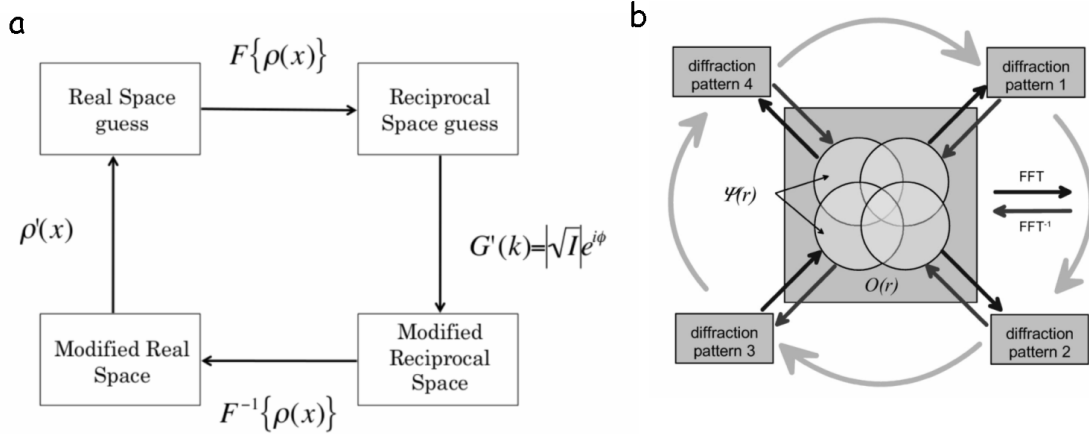 a
F{ρ(x)}
Real Space
guess
Reciprocal
Space guess
ρ'(x)
G'(k)=|√I|e^{iϕ}
Modified Real
Space
Modified
Reciprocal
Space
F⁻¹{ρ(x)}
b
diffraction
pattern 4
diffraction
pattern 1
Ψ(r)
FFT
FFT⁻¹
O(r)
diffraction
pattern 3
diffraction
pattern 2